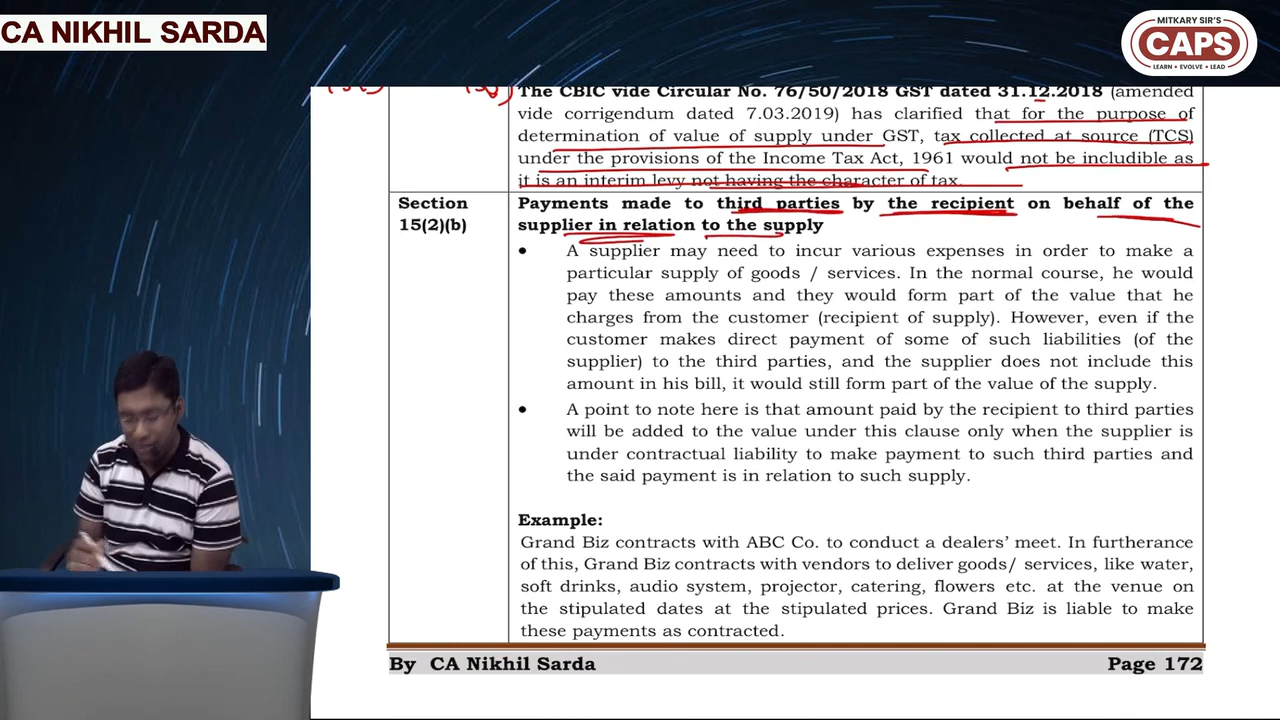 CA NIKHIL SARDA
MITKARY SIR'S
CAPS
LEARN • EVOLVE • LEAD
The CBIC vide Circular No. 76/50/2018 GST dated 31.12.2018 (amended
vide corrigendum dated 7.03.2019) has clarified that for the purpose of
determination of value of supply under GST, tax collected at source (TCS)
under the provisions of the Income Tax Act, 1961 would not be includible as
it is an interim levy not having the character of tax.
Section
15(2)(b)
Payments made to third parties by the recipient on behalf of the
supplier in relation to the supply
• A supplier may need to incur various expenses in order to make a
particular supply of goods / services. In the normal course, he would
pay these amounts and they would form part of the value that he
charges from the customer (recipient of supply). However, even if the
customer makes direct payment of some of such liabilities (of the
supplier) to the third parties, and the supplier does not include this
amount in his bill, it would still form part of the value of the supply.
• A point to note here is that amount paid by the recipient to third parties
will be added to the value under this clause only when the supplier is
under contractual liability to make payment to such third parties and
the said payment is in relation to such supply.
Example:
Grand Biz contracts with ABC Co. to conduct a dealers' meet. In furtherance
of this, Grand Biz contracts with vendors to deliver goods/ services, like water,
soft drinks, audio system, projector, catering, flowers etc. at the venue on
the stipulated dates at the stipulated prices. Grand Biz is liable to make
these payments as contracted.
By CA Nikhil Sarda
Page 172